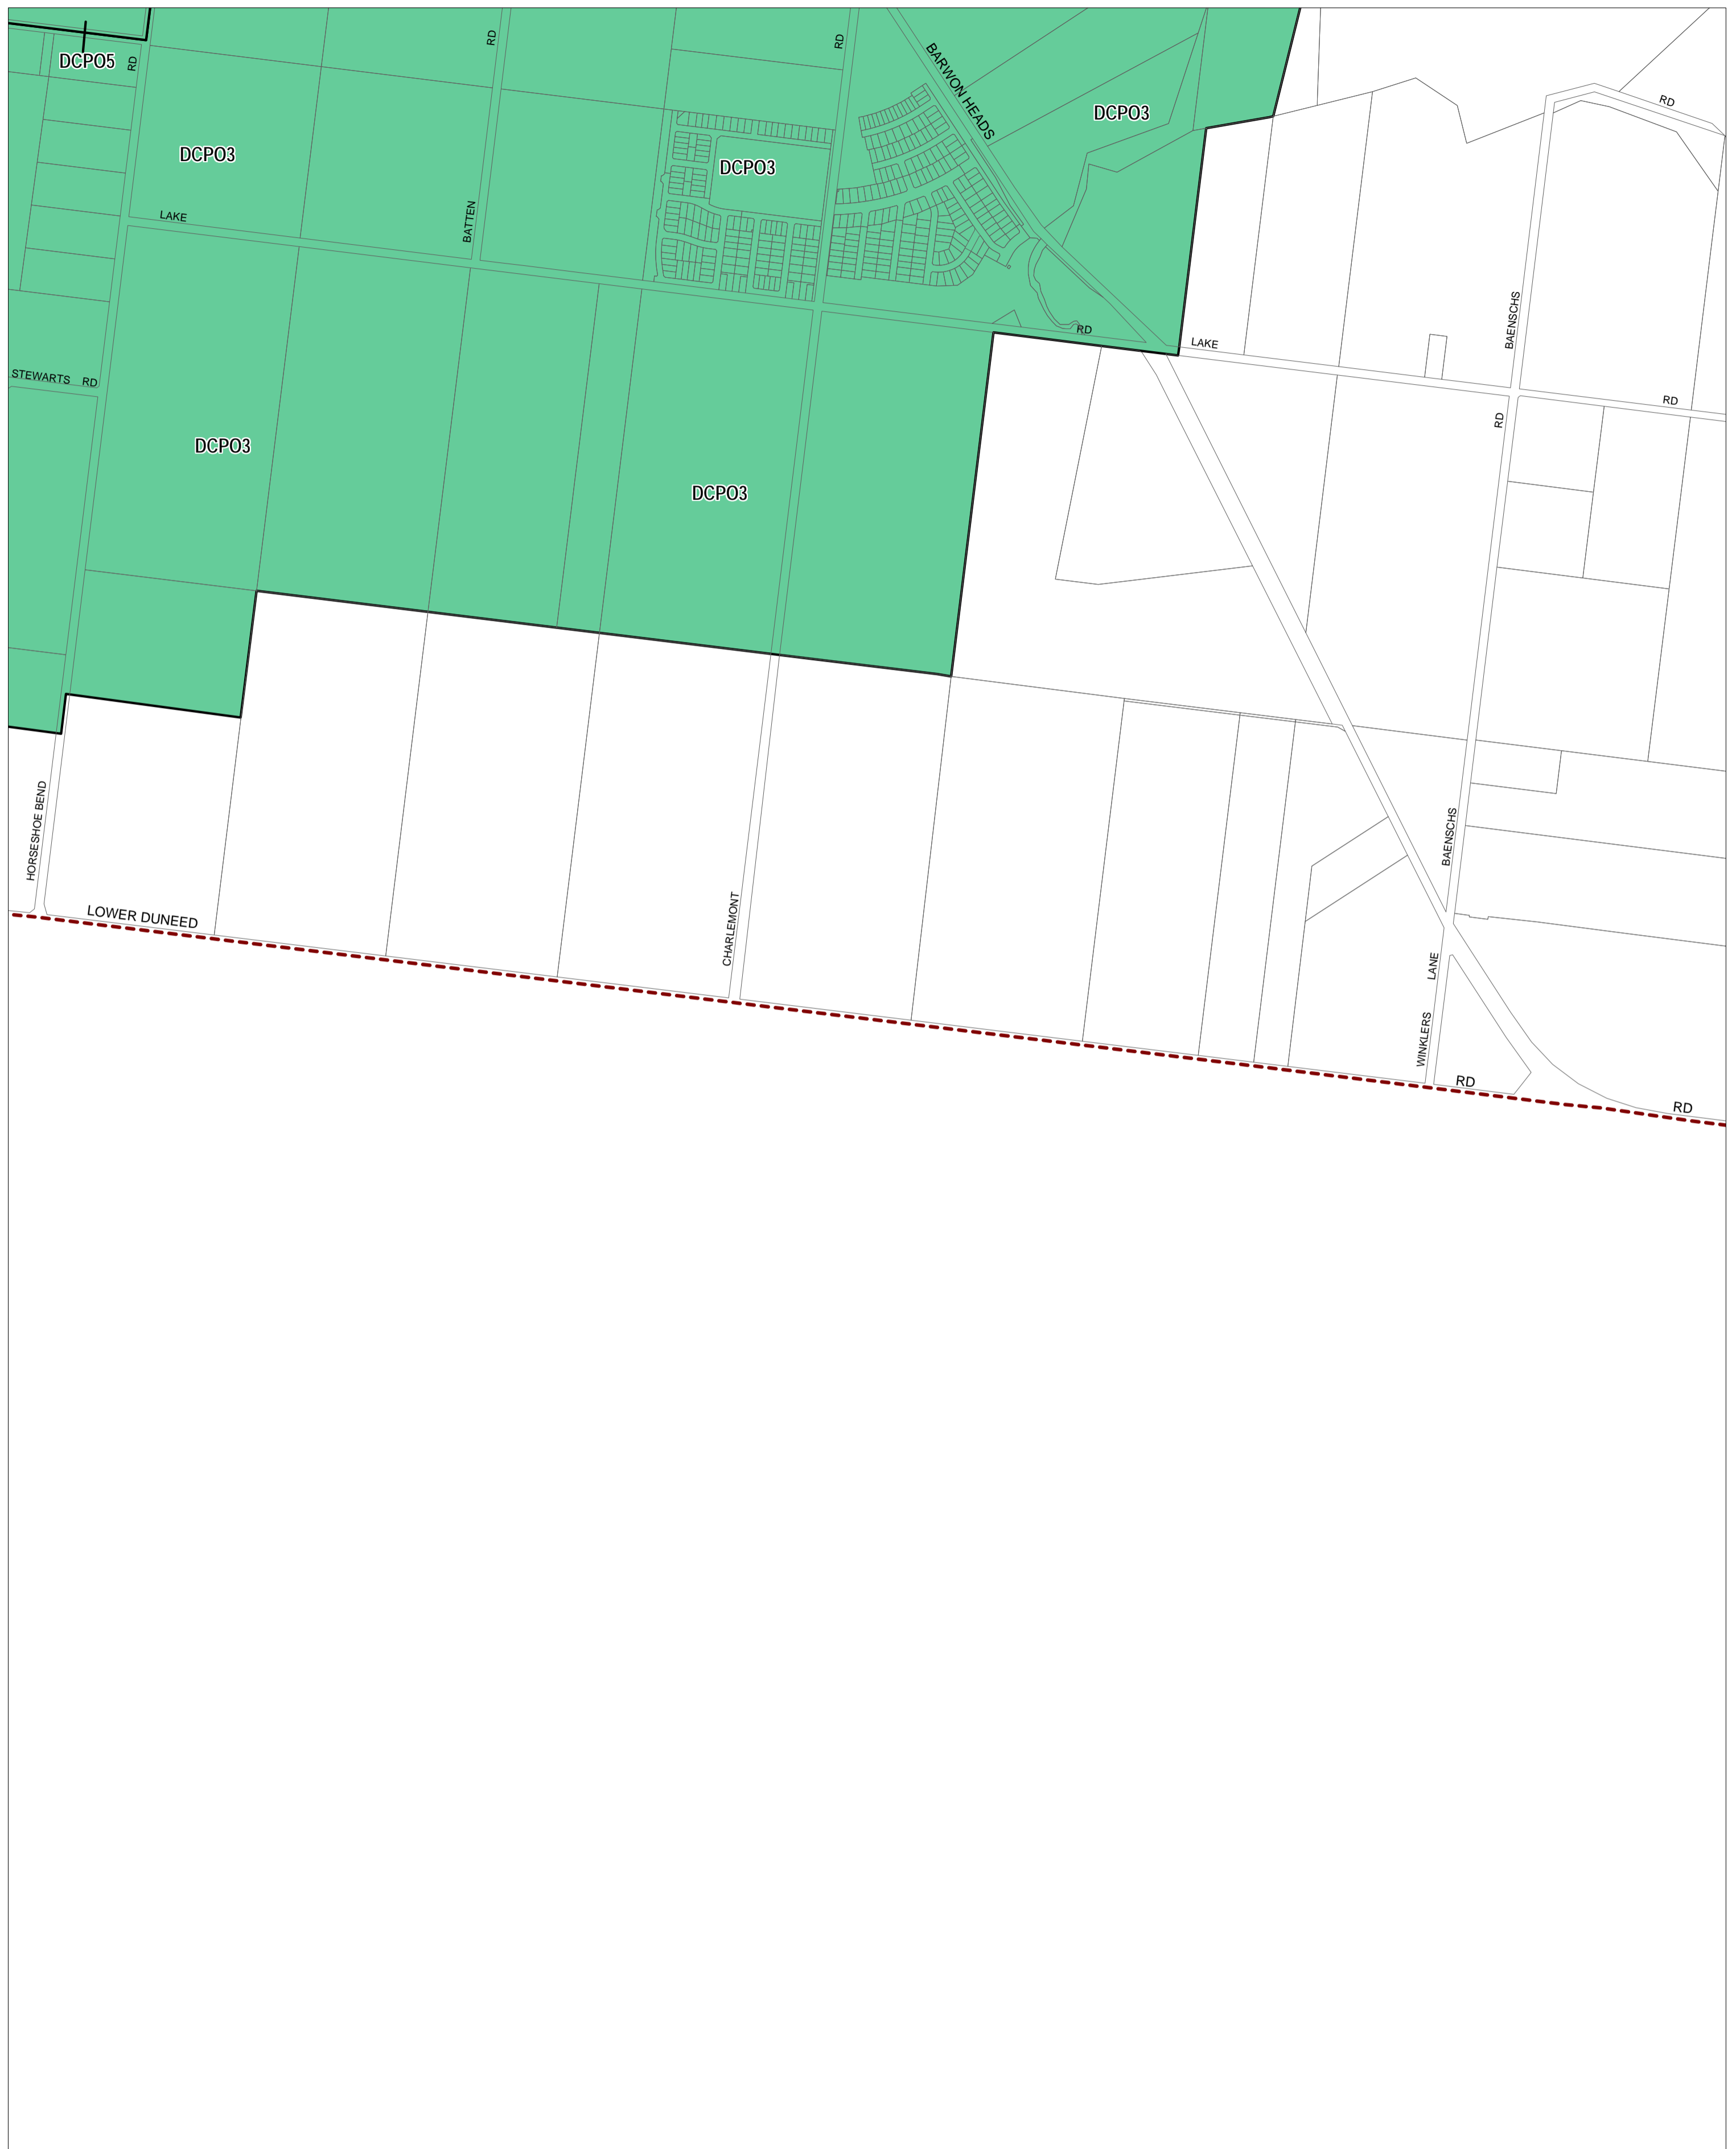 RD
RD
BARWON HEADS
DCPO5
RD
RD
DCPO3
DCPO3
DCPO3
LAKE
BATTEN
BAENSCHS
RD
LAKE
STEWARTS RD
RD
RD
DCPO3
DCPO3
HORSESHOE BEND
BAENSCHS
LOWER DUNEED
CHARLEMONT
LANE
WINKLERS
RD
RD